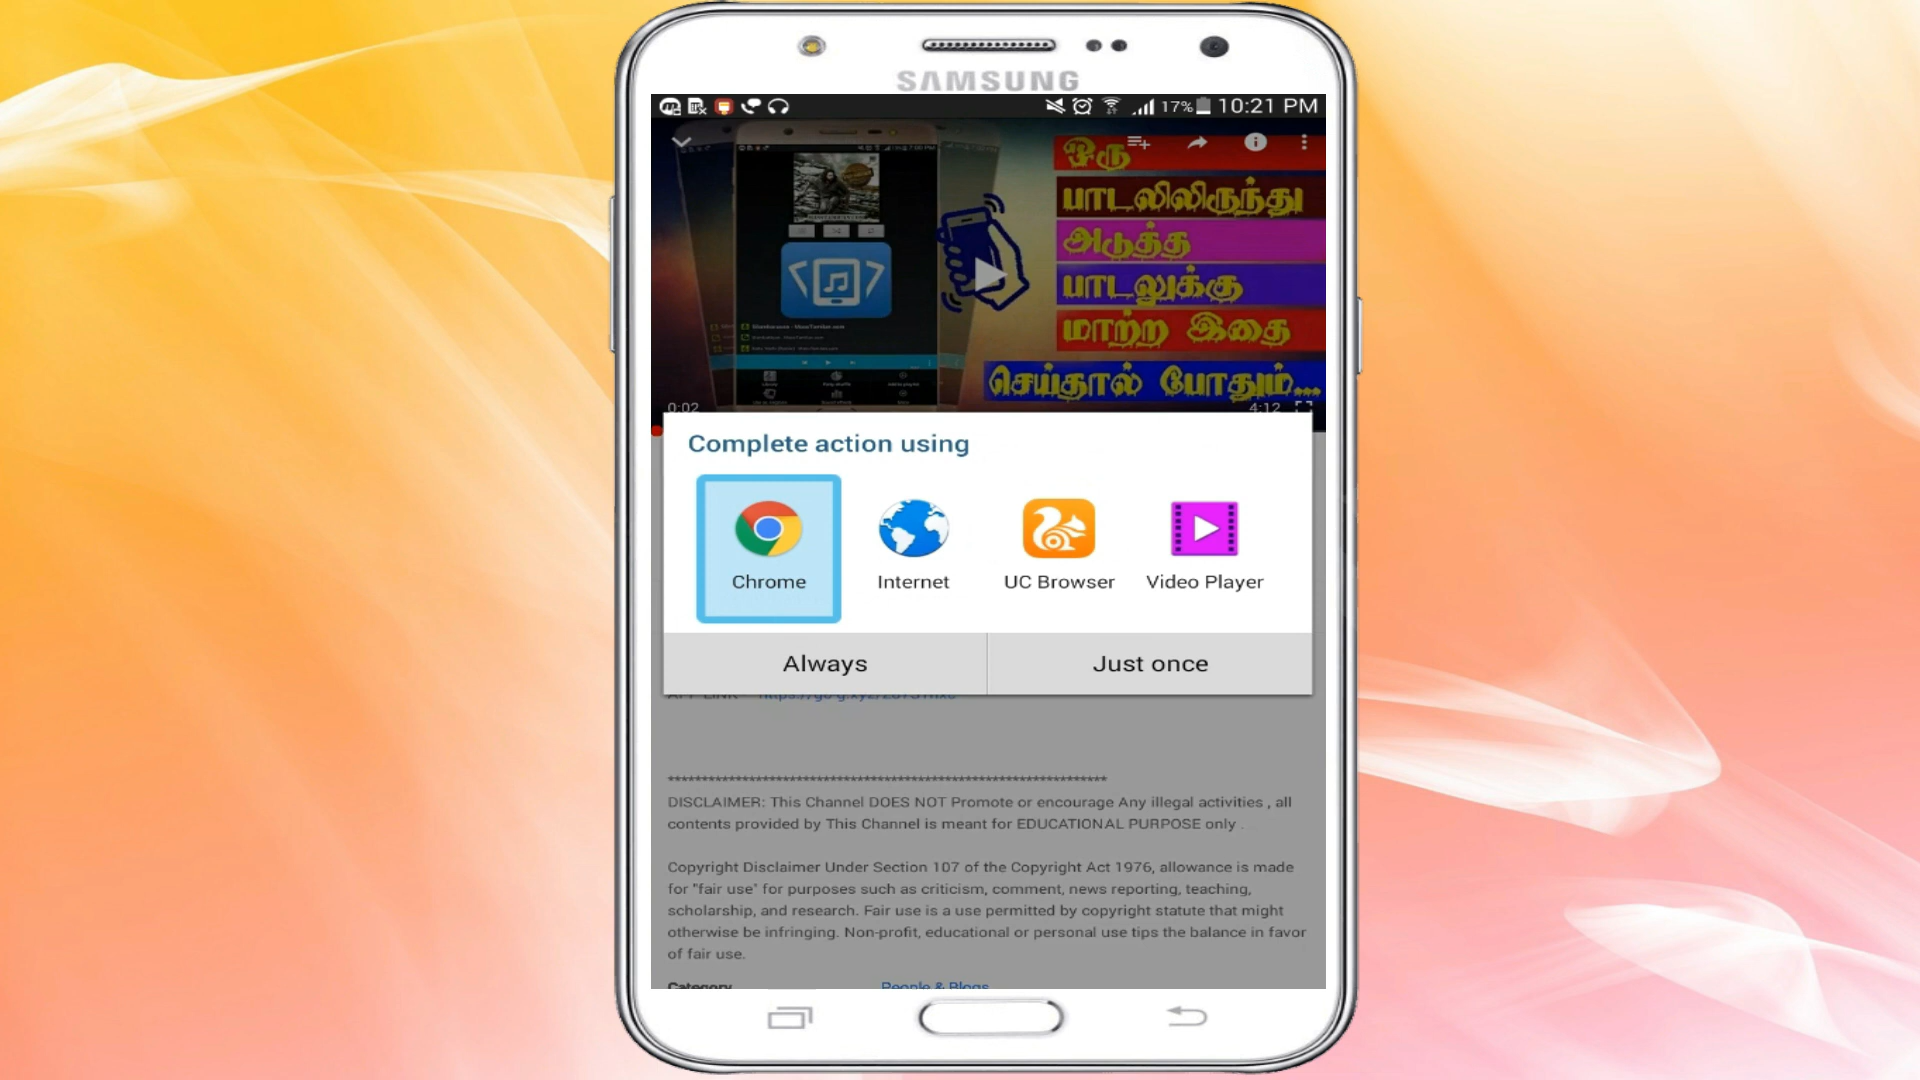 SAMSUNG
17% 10:21 PM
ஒரு
பாடலிலிருந்து
அடுத்த
பாடலுக்கு
மாற்ற இதை
செய்தால் போதும்...
0:02 4:12
Complete action using
Chrome Internet UC Browser Video Player
Always Just once
APP LINK
***************************************************************
DISCLAIMER: This Channel DOES NOT Promote or encourage Any illegal activities , all
contents provided by This Channel is meant for EDUCATIONAL PURPOSE only .
Copyright Disclaimer Under Section 107 of the Copyright Act 1976, allowance is made
for "fair use" for purposes such as criticism, comment, news reporting, teaching,
scholarship, and research. Fair use is a use permitted by copyright statute that might
otherwise be infringing. Non-profit, educational or personal use tips the balance in favor
of fair use.
Category People & Blogs